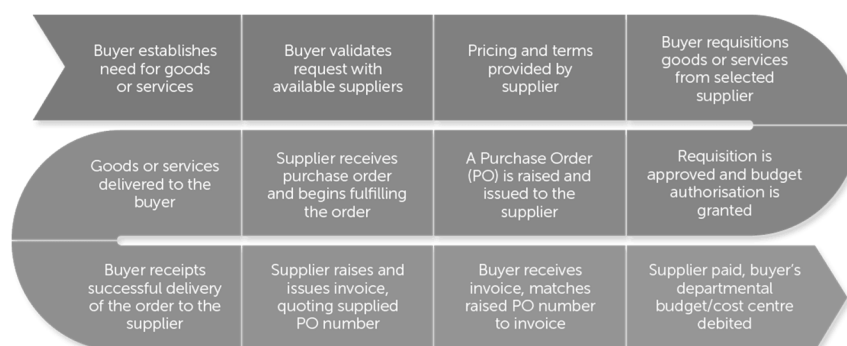 Buyer establishes
need for goods
or services
Buyer validates
request with
available suppliers
Pricing and terms
provided by
supplier
Buyer requisitions
goods or services
from selected
supplier
Requisition is
approved and budget
authorisation is
granted
A Purchase Order
(PO) is raised and
issued to the
supplier
Supplier receives
purchase order
and begins fulfilling
the order
Goods or services
delivered to the
buyer
Buyer receipts
successful delivery
of the order to the
supplier
Supplier raises and
issues invoice,
quoting supplied
PO number
Buyer receives
invoice, matches
raised PO number
to invoice
Supplier paid, buyer's
departmental
budget/cost centre
debited